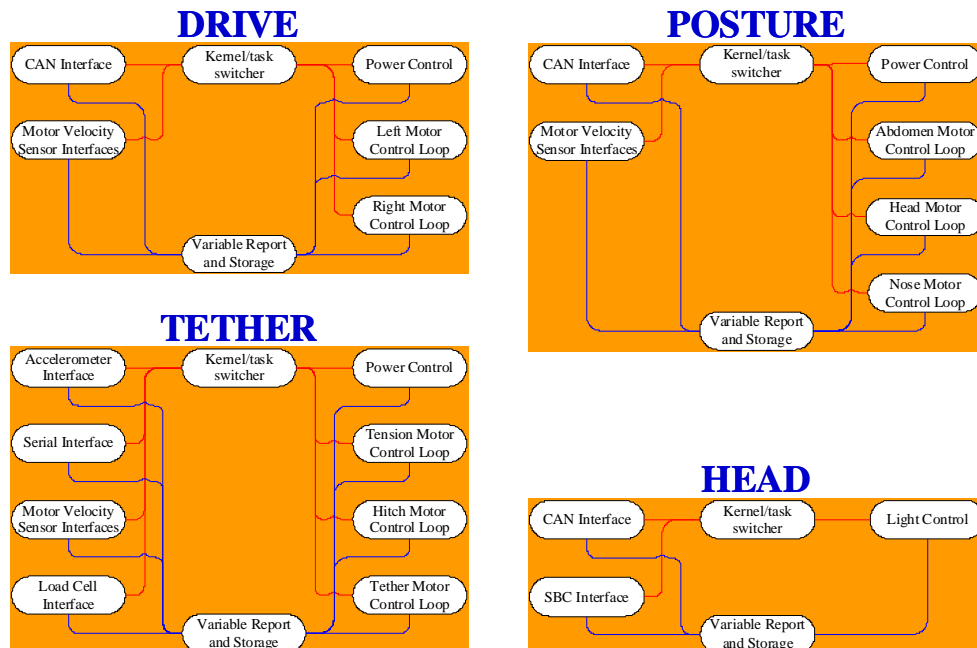 DRIVE
CAN Interface
Kernel/task
switcher
Power Control
Motor Velocity
Sensor Interfaces
Left Motor
Control Loop
Right Motor
Control Loop
Variable Report
and Storage
POSTURE
CAN Interface
Kernel/task
switcher
Power Control
Motor Velocity
Sensor Interfaces
Abdomen Motor
Control Loop
Head Motor
Control Loop
Nose Motor
Control Loop
Variable Report
and Storage
TETHER
Accelerometer
Interface
Kernel/task
switcher
Power Control
Serial Interface
Tension Motor
Control Loop
Motor Velocity
Sensor Interfaces
Hitch Motor
Control Loop
Load Cell
Interface
Tether Motor
Control Loop
Variable Report
and Storage
HEAD
CAN Interface
Kernel/task
switcher
Light Control
SBC Interface
Variable Report
and Storage